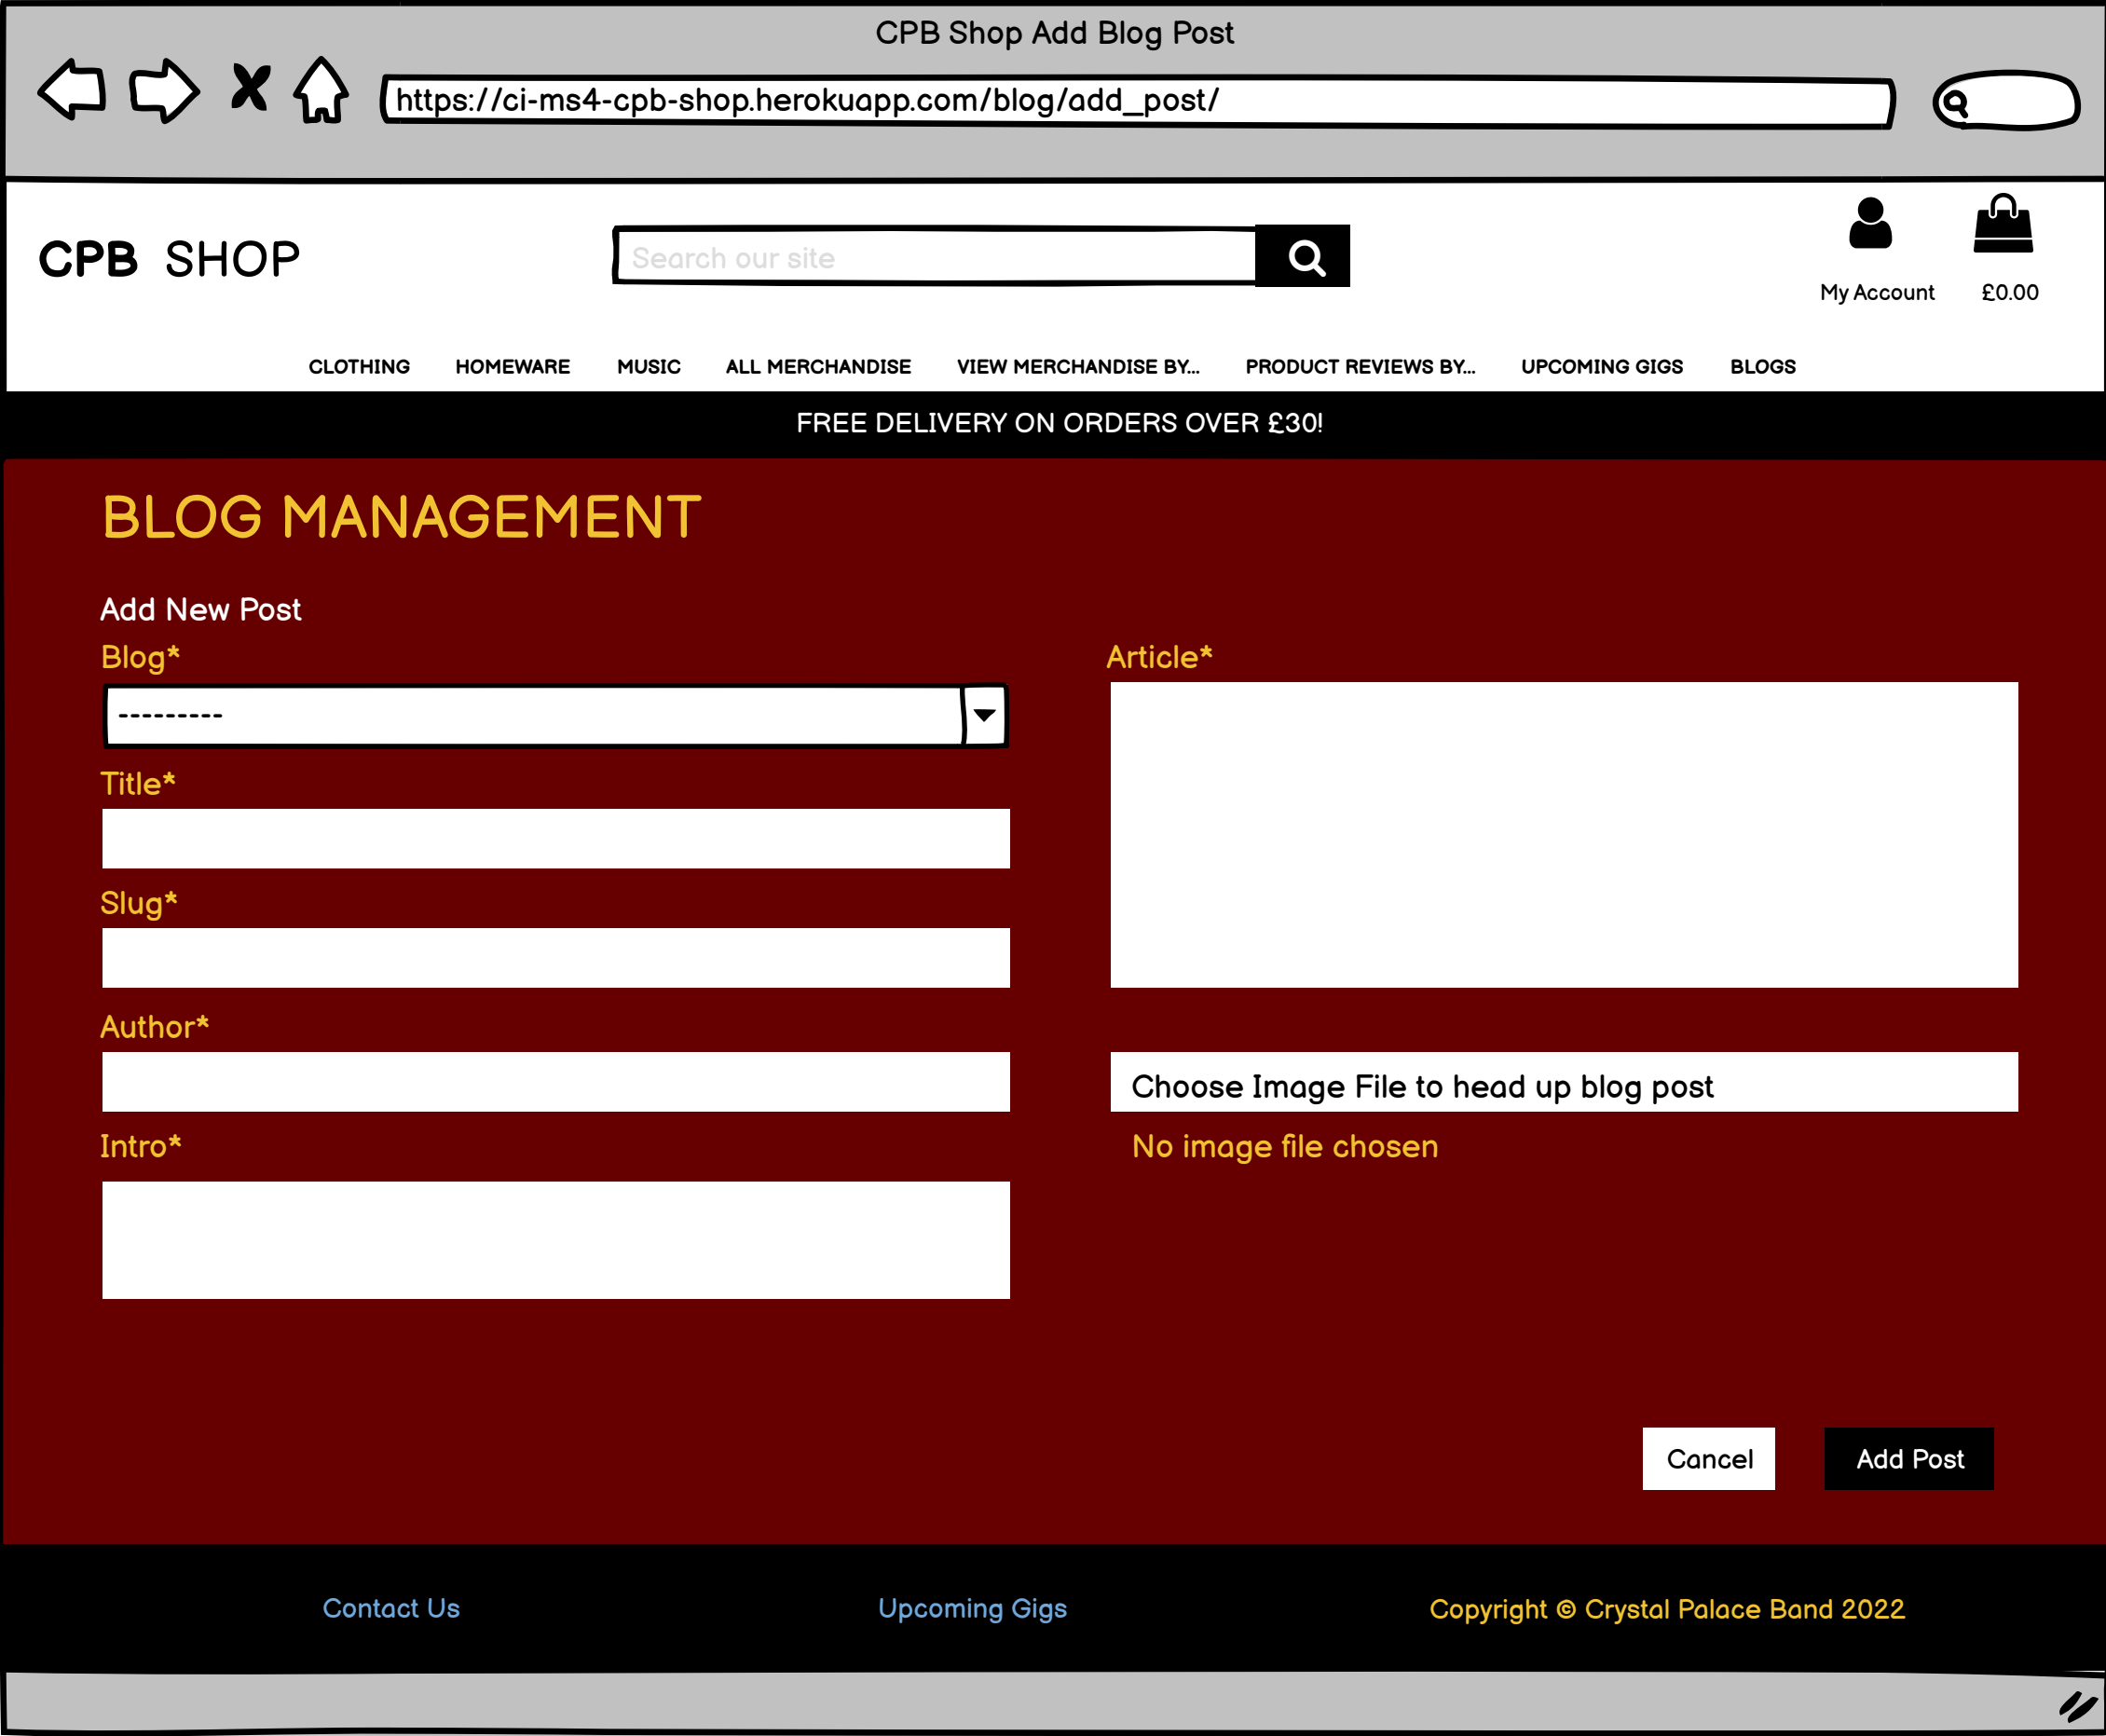 CPB Shop Add Blog Post
https://ci-ms4-cpb-shop.herokuapp.com/blog/add_post/
CPB SHOP
Search our site
My Account
£0.00
CLOTHING HOMEWARE MUSIC ALL MERCHANDISE VIEW MERCHANDISE BY... PRODUCT REVIEWS BY... UPCOMING GIGS BLOGS
FREE DELIVERY ON ORDERS OVER £30!
BLOG MANAGEMENT
Add New Post
Blog*
---------
Title*
Slug*
Author*
Intro*
Article*
Choose Image File to head up blog post
No image file chosen
Cancel
Add Post
Contact Us
Upcoming Gigs
Copyright © Crystal Palace Band 2022